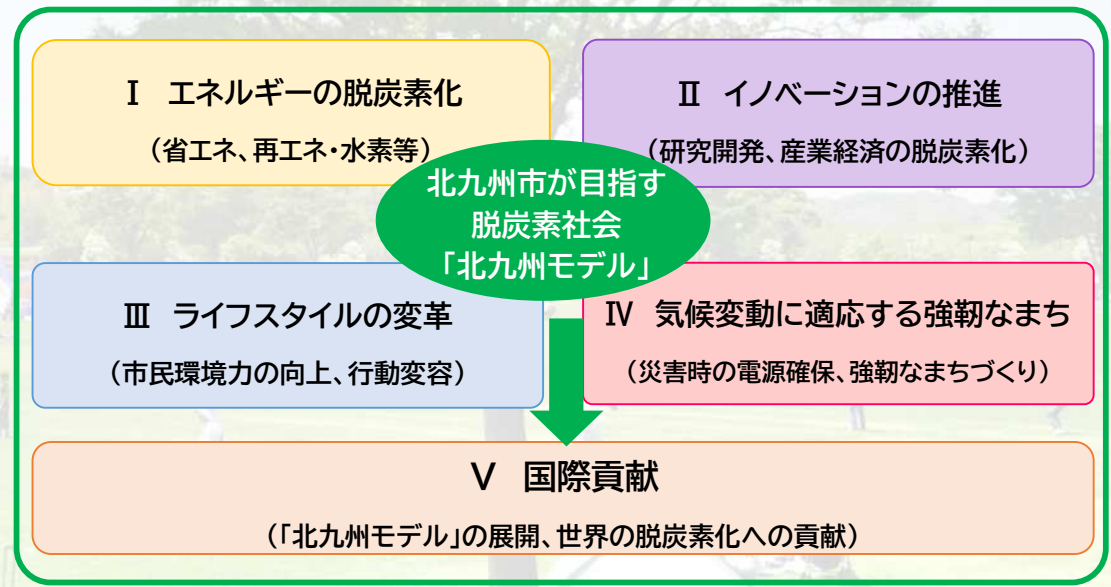 Ⅰ エネルギーの脱炭素化
(省エネ、再エネ・水素等)
Ⅱ イノベーションの推進
(研究開発、産業経済の脱炭素化)
北九州市が目指す
脱炭素社会
「北九州モデル」
Ⅲ ライフスタイルの変革
(市民環境力の向上、行動変容)
Ⅳ 気候変動に適応する強靭なまち
(災害時の電源確保、強靭なまちづくり)
Ⅴ 国際貢献
(「北九州モデル」の展開、世界の脱炭素化への貢献)